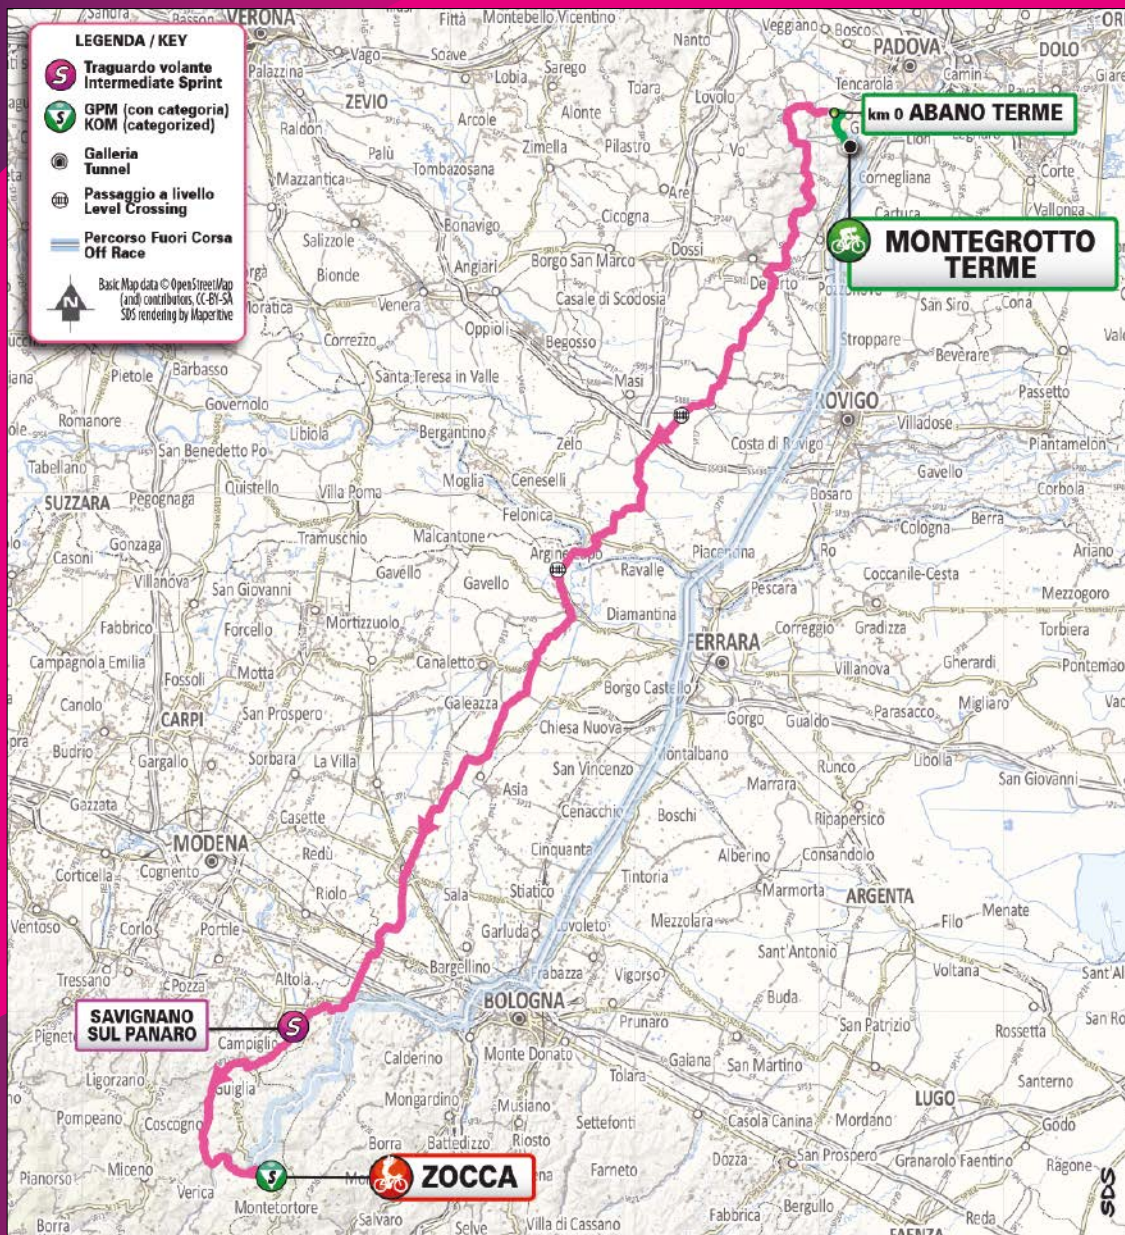 LEGENDA / KEY
Traguardo volante
Intermediate Sprint
GPM (con categoria)
KOM (categorized)
Galleria
Tunnel
Passaggio a livello
Level Crossing
Percorso Fuori Corsa
Off Race
N
Basic Map data © OpenStreetMap
(and) contributors, CC-BY-SA
SDS rendering by Maperitive
km 0 ABANO TERME
MONTEGROTTO
TERME
SAVIGNANO
SUL PANARO
ZOCCA
SDS
VERONA
Fittà
Montebello Vicentino
Veggiano
Bosco
PADOVA
DOLO
Vago
Soave
Sarego
Nanto
Camin
Palazzina
Lobia
Toara
Lovolo
Tencarola
ZEVIO
Arcole
Alonte
Raldon
Zimella
Pilastro
Vo
Lion
Palù
Tombazosana
Cornegliana
Corte
Mazzantica
Are
Cartura
Vallonga
Salizzole
Bonavigo
Cicogna
Dossi
Borgo San Marco
Angiari
Bionde
Casale di Scodosia
San Siro
Cona
Moratica
Venera
Oppioli
Begosso
Stroppare
Correzzo
Beverare
Pietole
Barbasso
Santa Teresa in Valle
Masi
Passetto
Governolo
ROVIGO
Romanore
Libiola
Bergantino
Zelo
Costa di Rovigo
Villadose
San Benedetto Po
Piantamelon
Tabellano
Moglia
Ceneselli
Gavello
SUZZARA
Pegognaga
Quistello
Villa Poma
Bosaro
Corbola
Felonica
Cologna
Berra
Gonzaga
Tramuschio
Malcantone
Ro
Ariano
Casoni
Ravalle
Villanova
Gavello
Gavello
Pescara
Coccanile-Cesta
San Giovanni
Mezzogoro
Diamantina
Fabbrico
Forcello
Mortizzuolo
FERRARA
Correggio
Gradizza
Torbiera
Campagnola Emilia
Motta
Canaletto
Villanova
Gherardi
Fossoli
Borgo Castello
Canolo
San Prospero
Galeazza
Parasacco
Migliaro
CARPI
Chiesa Nuova
Gorgo
Gualdo
Budrio
Sorbara
La Villa
Montalbano
Gargallo
San Vincenzo
Runco
Libolla
San Giovanni
Asia
Marrara
Gazzata
Casette
Cenacchio
Boschi
Ripapersico
MODENA
Redù
Cinquanta
Alberino
Consandolo
Corticella
Cognento
Riolo
Tintoria
Sala
Stiatico
Marmorta
ARGENTA
Ventoso
Corlo
Portile
Mezzolara
Menate
Garluda
Lovoleto
Filo
Sant'Antonio
Tressano
Pozza
Altolà
Bargellino
Frabazza
Vigorso
Voltana
BOLOGNA
Buda
Prunaro
San Patrizio
Rossetta
Campiglio
Calderino
Monte Donato
Gaiana
San Martino
Ligorzano
Guiglia
Tolara
Santerno
Pompeano
Coscogno
Mongardino
Musiano
Settefonti
LUGO
Casola Canina
Mordano
Godo
Borra
Battedizzo
Riosto
Miceno
Farneto
Dozza
San Prospero
Granarolo Faentino
Ragone
Pianorso
Verica
Montetortore
Salvaro
Selve
Villa di Cassano
Fabbrica
Bergullo
Reda
Borra
FAENZA